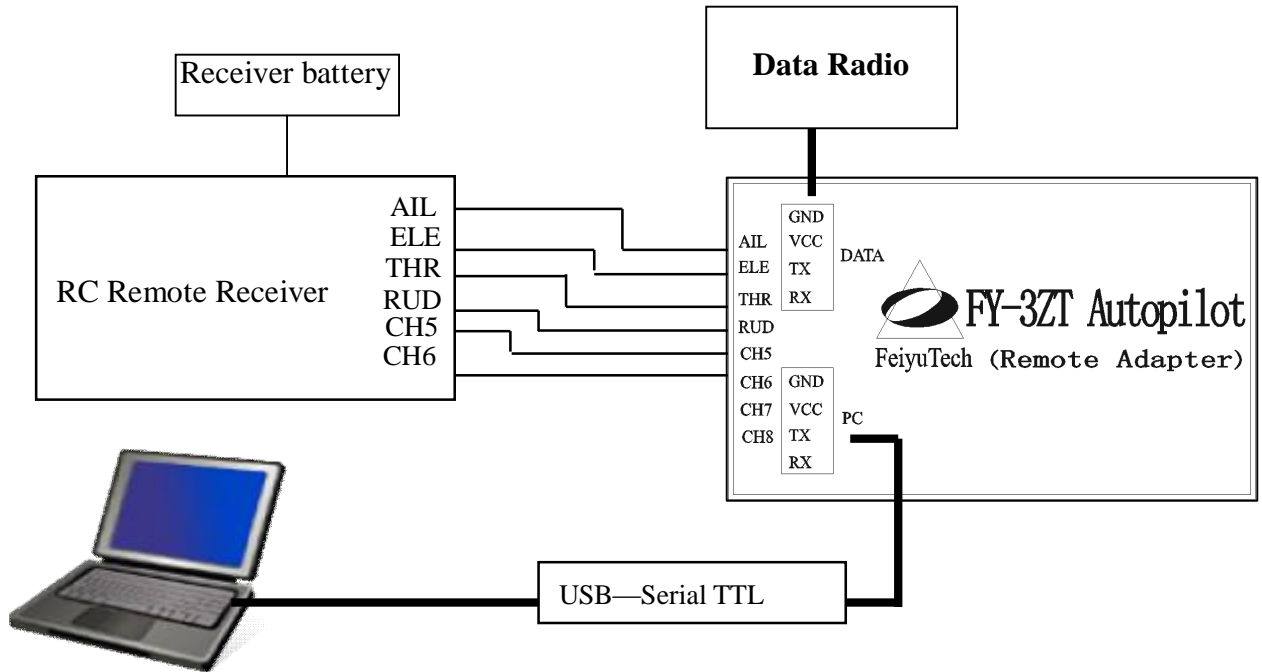 Receiver battery
Data Radio
RC Remote Receiver
AIL
ELE
THR
RUD
CH5
CH6
AIL
ELE
THR
RUD
CH5
CH6
CH7
CH8
GND
VCC
TX
RX
DATA
GND
VCC
TX
RX
PC
FY-3ZT Autopilot
FeiyuTech (Remote Adapter)
USB—Serial TTL